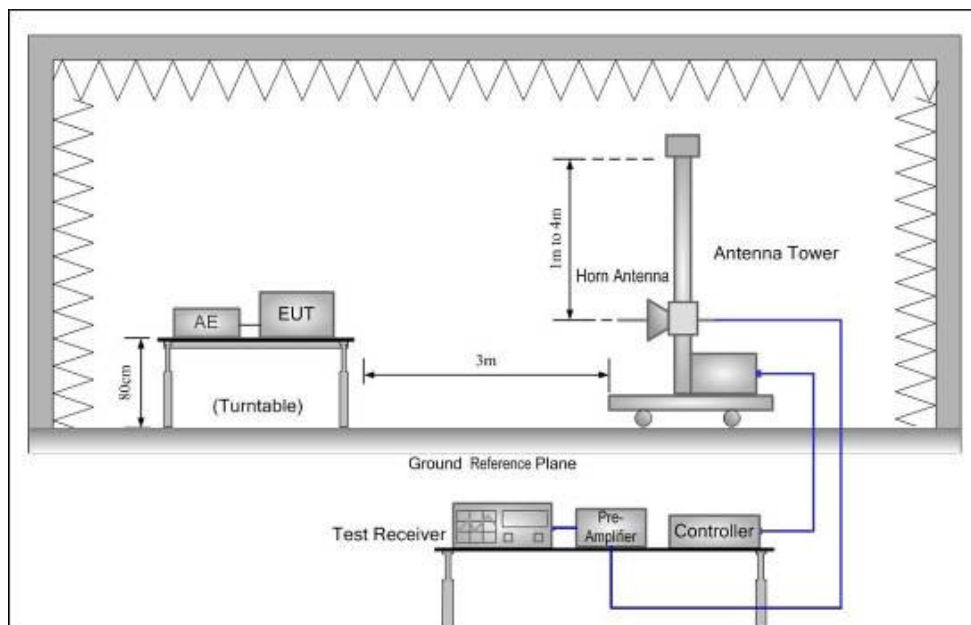 1m to 4m
Antenna Tower
Horn Antenna
AE
EUT
3m
80cm
(Turntable)
Ground Reference Plane
Test Receiver
Pre-
Amplifier
Controller